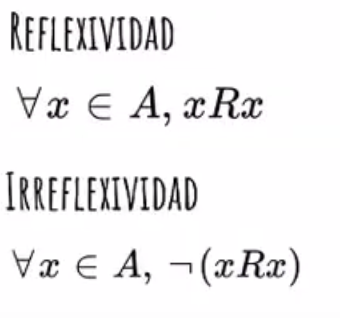 REFLEXIVIDAD
∀x ∈ A, xRx
IRREFLEXIVIDAD
∀x ∈ A, ¬(xRx)